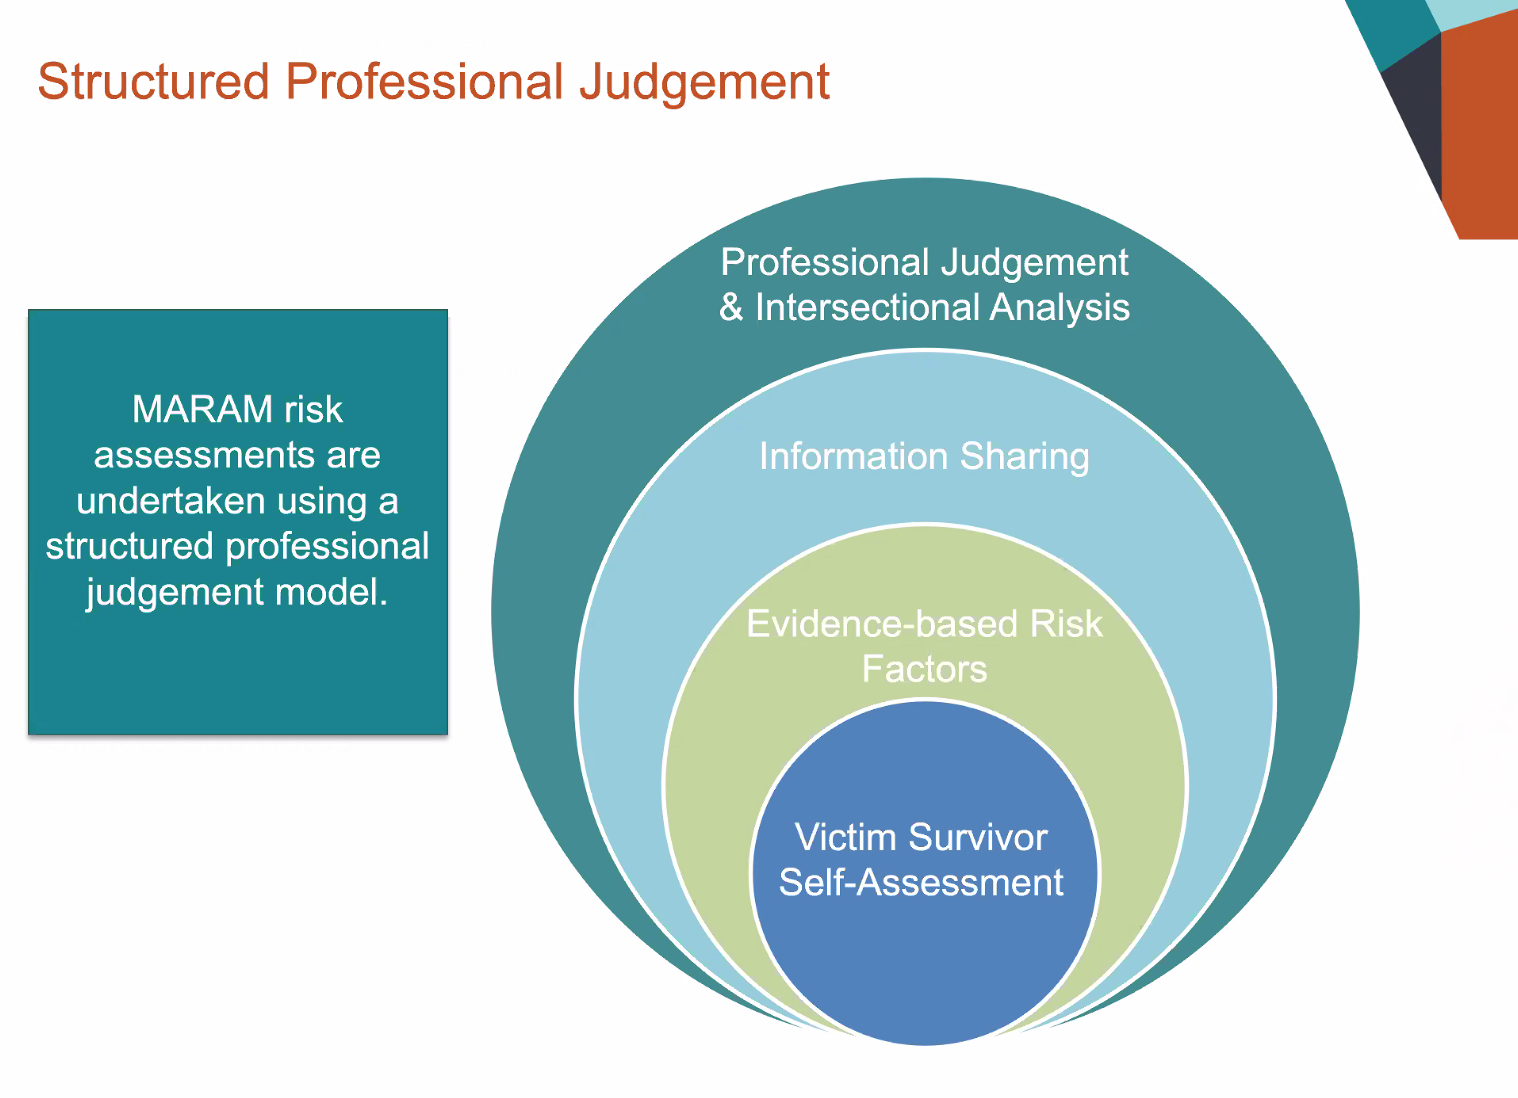 Structured Professional Judgement
MARAM risk
assessments are
undertaken using a
structured professional
judgement model.
Professional Judgement
& Intersectional Analysis
Information Sharing
Evidence-based Risk
Factors
Victim Survivor
Self-Assessment